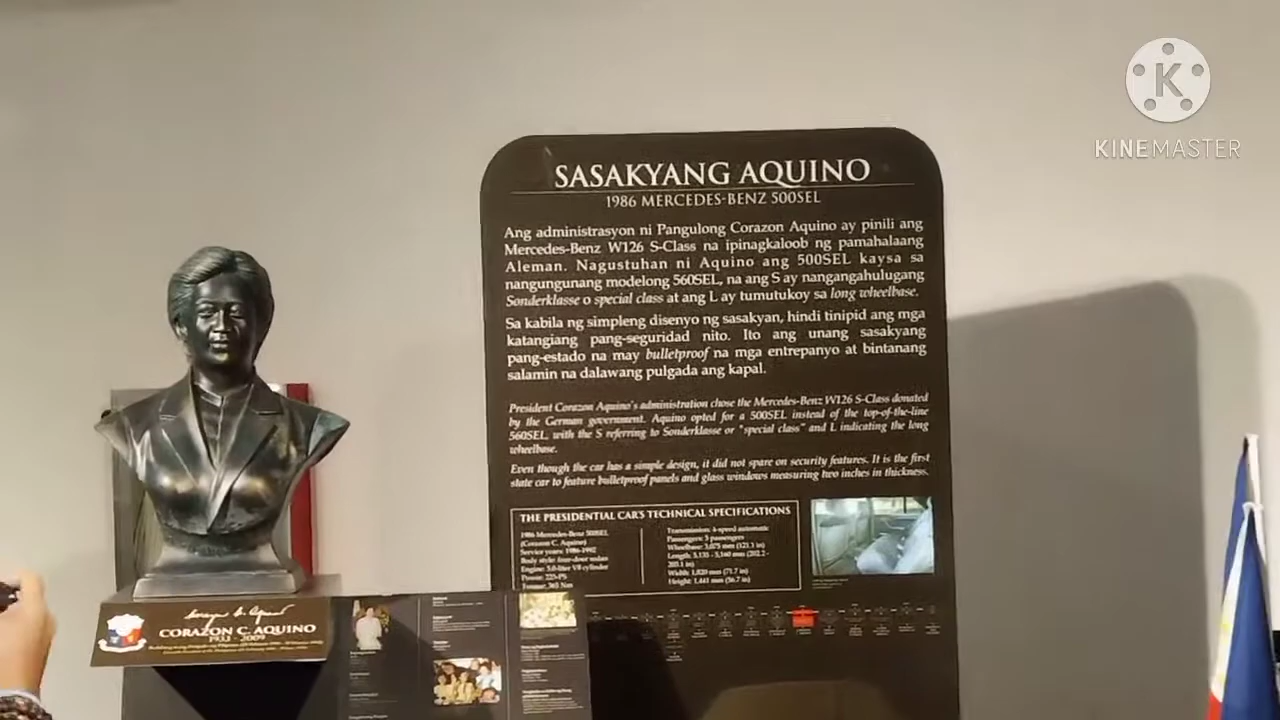 K
KINEMASTER
SASAKYANG AQUINO
1986 MERCEDES-BENZ 500SEL
Ang administrasyon ni Pangulong Corazon Aquino ay pinili ang
Mercedes-Benz W126 S-Class na ipinagkaloob ng pamahalaang
Aleman. Nagustuhan ni Aquino ang 500SEL kaysa sa
nangungunang modelong 560SEL, na ang S ay nangangahulugang
Sonderklasse o special class at ang L ay tumutukoy sa long wheelbase.
Sa kabila ng simpleng disenyo ng sasakyan, hindi tinipid ang mga
katangiang pang-seguridad nito. Ito ang unang sasakyang
pang-estado na may bulletproof na mga entrepanyo at bintanang
salamin na dalawang pulgada ang kapal.
President Corazon Aquino's administration chose the Mercedes-Benz W126 S-Class donated
by the German government. Aquino opted for a 500SEL instead of the top-of-the-line
560SEL, with the S referring to Sonderklasse or "special class" and L indicating the long
wheelbase.
Even though the car has a simple design, it did not spare on security features. It is the first
state car to feature bulletproof panels and glass windows measuring two inches in thickness.
THE PRESIDENTIAL CAR'S TECHNICAL SPECIFICATIONS
1986 Mercedes-Benz 500SEL
(Corazon C. Aquino)
Service years: 1986-1992
Body style: four-door sedan
Engine: 5.0-liter V8 cylinder
Power: 225-PS
Torque: 365 Nm
Transmission: 4-speed automatic
Passengers: 5 passengers
Wheelbase: 3,075 mm (121.1 in)
Length: 5,135 - 5,160 mm (202.2 -
203.1 in)
Width: 1,820 mm (71.7 in)
Height: 1,441 mm (56.7 in)
CORAZON C. AQUINO
1933 - 2009